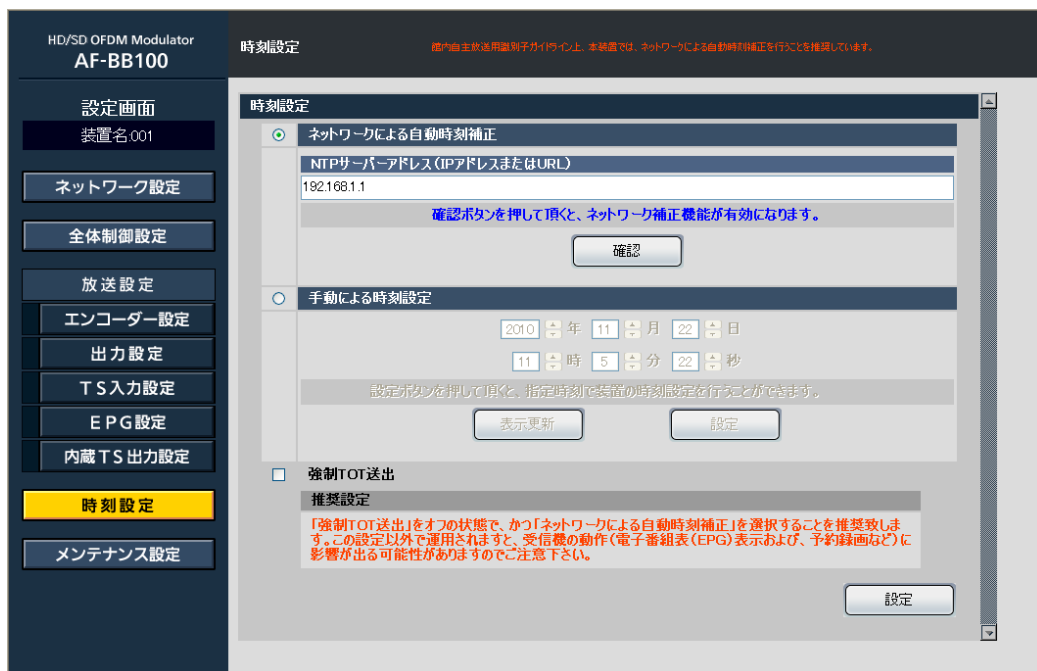 HD/SD OFDM Modulator
AF-BB100
時刻設定
館内自主放送用識別子ガイドライン上、本装置では、ネットワークによる自動時刻補正を行うことを推奨しています。
設定画面
装置名:001
ネットワーク設定
全体制御設定
放送設定
エンコーダー設定
出力設定
TS入力設定
EPG設定
内蔵TS出力設定
時刻設定
メンテナンス設定
時刻設定
ネットワークによる自動時刻補正
NTPサーバーアドレス(IPアドレスまたはURL)
192.168.1.1
確認ボタンを押して頂くと、ネットワーク補正機能が有効になります。
確認
手動による時刻設定
2010 年 11 月 22 日
11 時 5 分 22 秒
設定ボタンを押して頂くと、指定時刻で装置の時刻設定を行うことができます。
表示更新 設定
強制TOT送出
推奨設定
「強制TOT送出」をオフの状態で、かつ「ネットワークによる自動時刻補正」を選択することを推奨致しま
す。この設定以外で運用されますと、受信機の動作(電子番組表(EPG)表示および、予約録画など)に
影響が出る可能性がありますのでご注意下さい。
設定